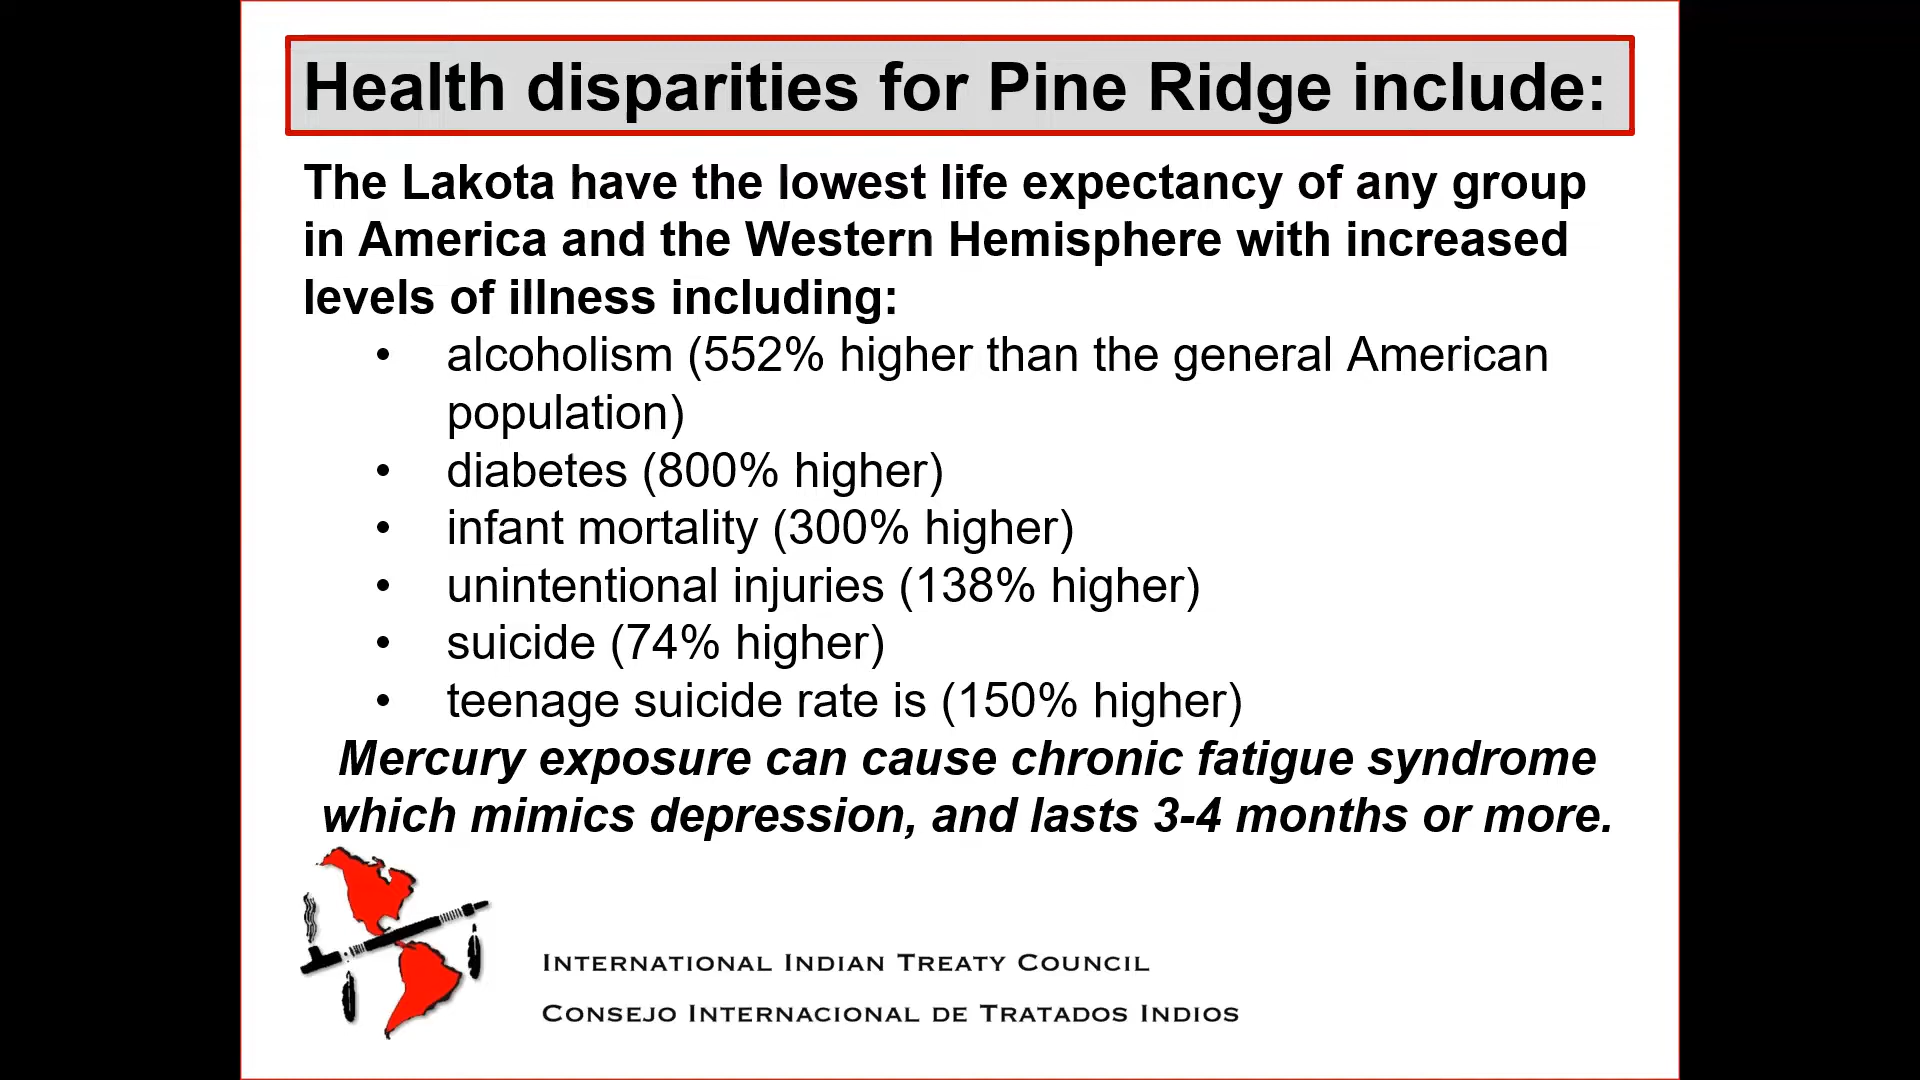 Health disparities for Pine Ridge include:
The Lakota have the lowest life expectancy of any group
in America and the Western Hemisphere with increased
levels of illness including:
• alcoholism (552% higher than the general American
population)
• diabetes (800% higher)
• infant mortality (300% higher)
• unintentional injuries (138% higher)
• suicide (74% higher)
• teenage suicide rate is (150% higher)
Mercury exposure can cause chronic fatigue syndrome
which mimics depression, and lasts 3-4 months or more.
INTERNATIONAL INDIAN TREATY COUNCIL
CONSEJO INTERNACIONAL DE TRATADOS INDIOS